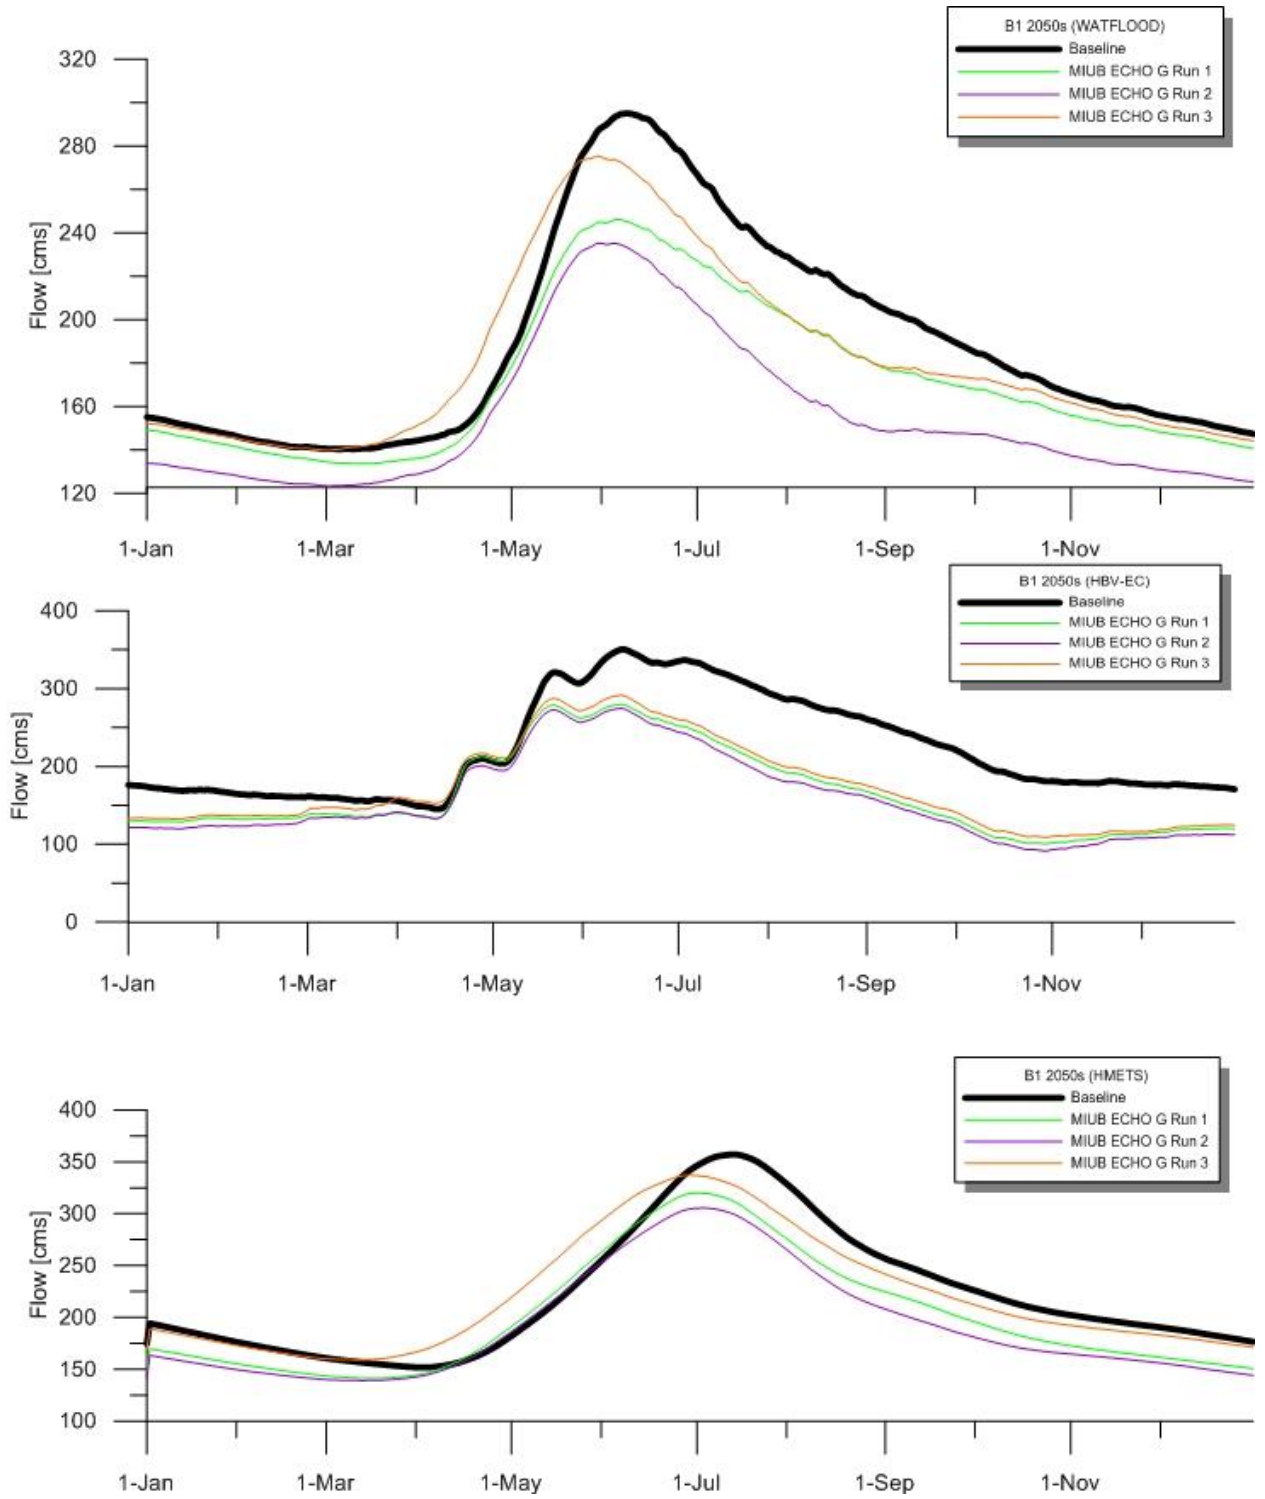 B1 2050s (WATFLOOD)
Baseline
MIUB ECHO G Run 1
MIUB ECHO G Run 2
MIUB ECHO G Run 3
320
280
240
200
160
120
Flow [cms]
1-Jan 1-Mar 1-May 1-Jul 1-Sep 1-Nov
B1 2050s (HBV-EC)
Baseline
MIUB ECHO G Run 1
MIUB ECHO G Run 2
MIUB ECHO G Run 3
400
300
200
100
0
Flow [cms]
1-Jan 1-Mar 1-May 1-Jul 1-Sep 1-Nov
B1 2050s (HMETS)
Baseline
MIUB ECHO G Run 1
MIUB ECHO G Run 2
MIUB ECHO G Run 3
400
350
300
250
200
150
100
Flow [cms]
1-Jan 1-Mar 1-May 1-Jul 1-Sep 1-Nov